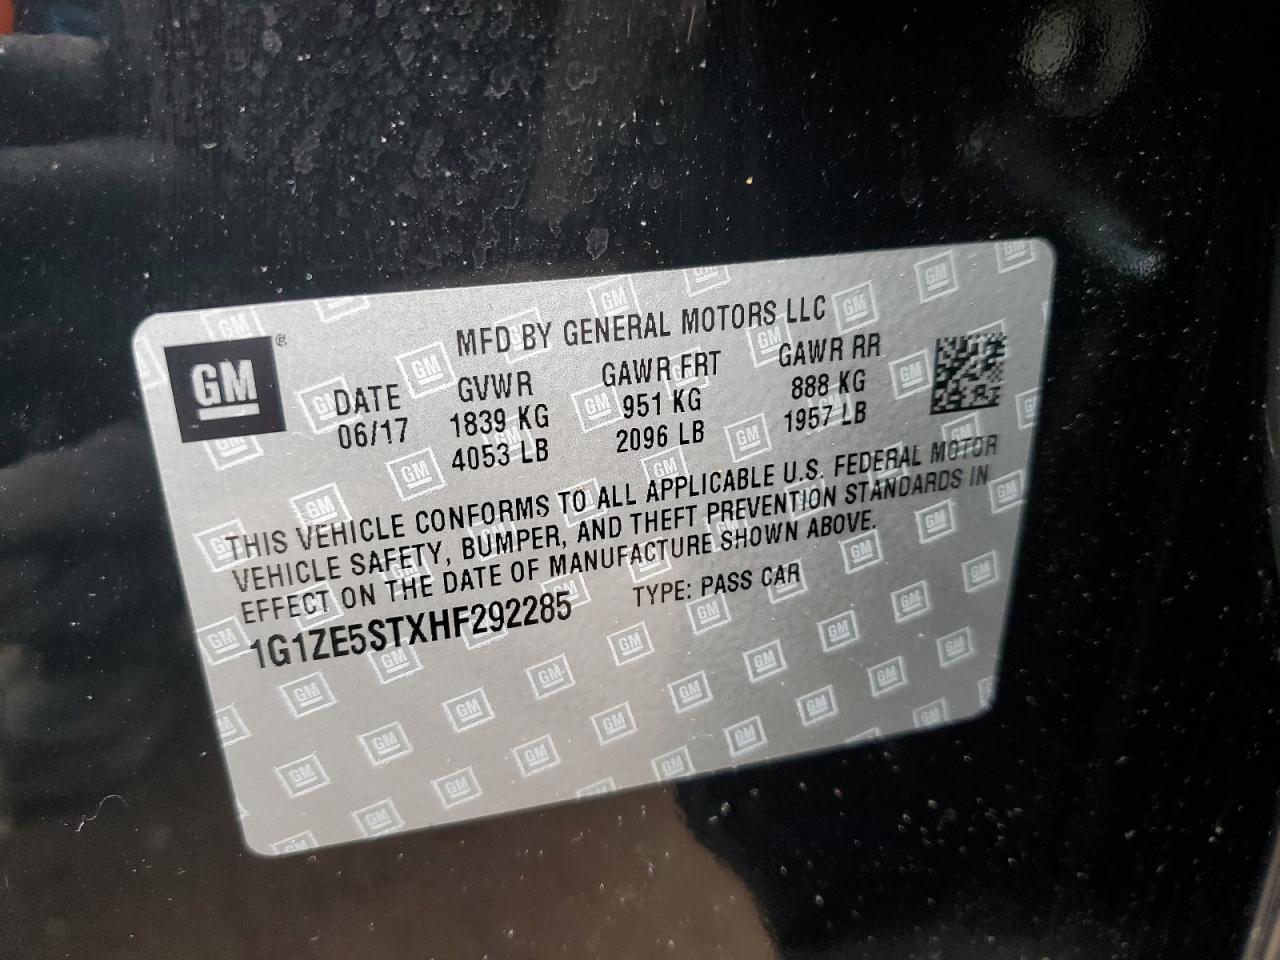 GM ®
MFD BY GENERAL MOTORS LLC
DATE GVWR GAWR FRT GAWR RR
06/17 1839 KG 951 KG 888 KG
4053 LB 2096 LB 1957 LB
THIS VEHICLE CONFORMS TO ALL APPLICABLE U.S. FEDERAL MOTOR
VEHICLE SAFETY, BUMPER, AND THEFT PREVENTION STANDARDS IN
EFFECT ON THE DATE OF MANUFACTURE SHOWN ABOVE.
1G1ZE5STXHF292285 TYPE: PASS CAR